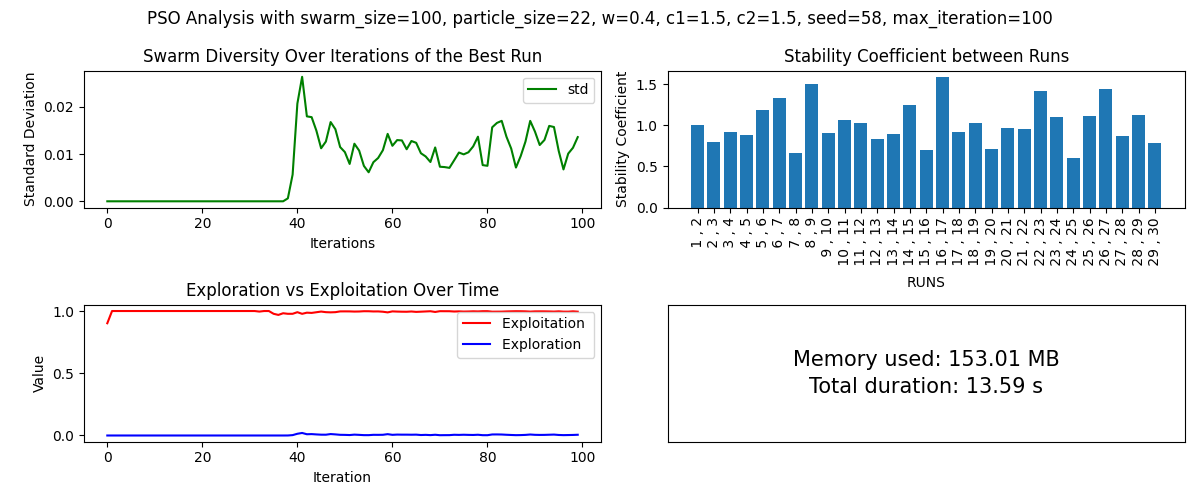 PSO Analysis with swarm_size=100, particle_size=22, w=0.4, c1=1.5, c2=1.5, seed=58, max_iteration=100
Swarm Diversity Over Iterations of the Best Run
Standard Deviation
0.02
0.01
0.00
std
0 20 40 60 80 100
Iterations
Stability Coefficient between Runs
Stability Coefficient
1.5
1.0
0.5
0.0
1 , 2
2 , 3
3 , 4
4 , 5
5 , 6
6 , 7
7 , 8
8 , 9
9 , 10
10 , 11
11 , 12
12 , 13
13 , 14
14 , 15
15 , 16
16 , 17
17 , 18
18 , 19
19 , 20
20 , 21
21 , 22
22 , 23
23 , 24
24 , 25
25 , 26
26 , 27
27 , 28
28 , 29
29 , 30
RUNS
Exploration vs Exploitation Over Time
Value
1.0
0.5
0.0
Exploitation
Exploration
0 20 40 60 80 100
Iteration
Memory used: 153.01 MB
Total duration: 13.59 s